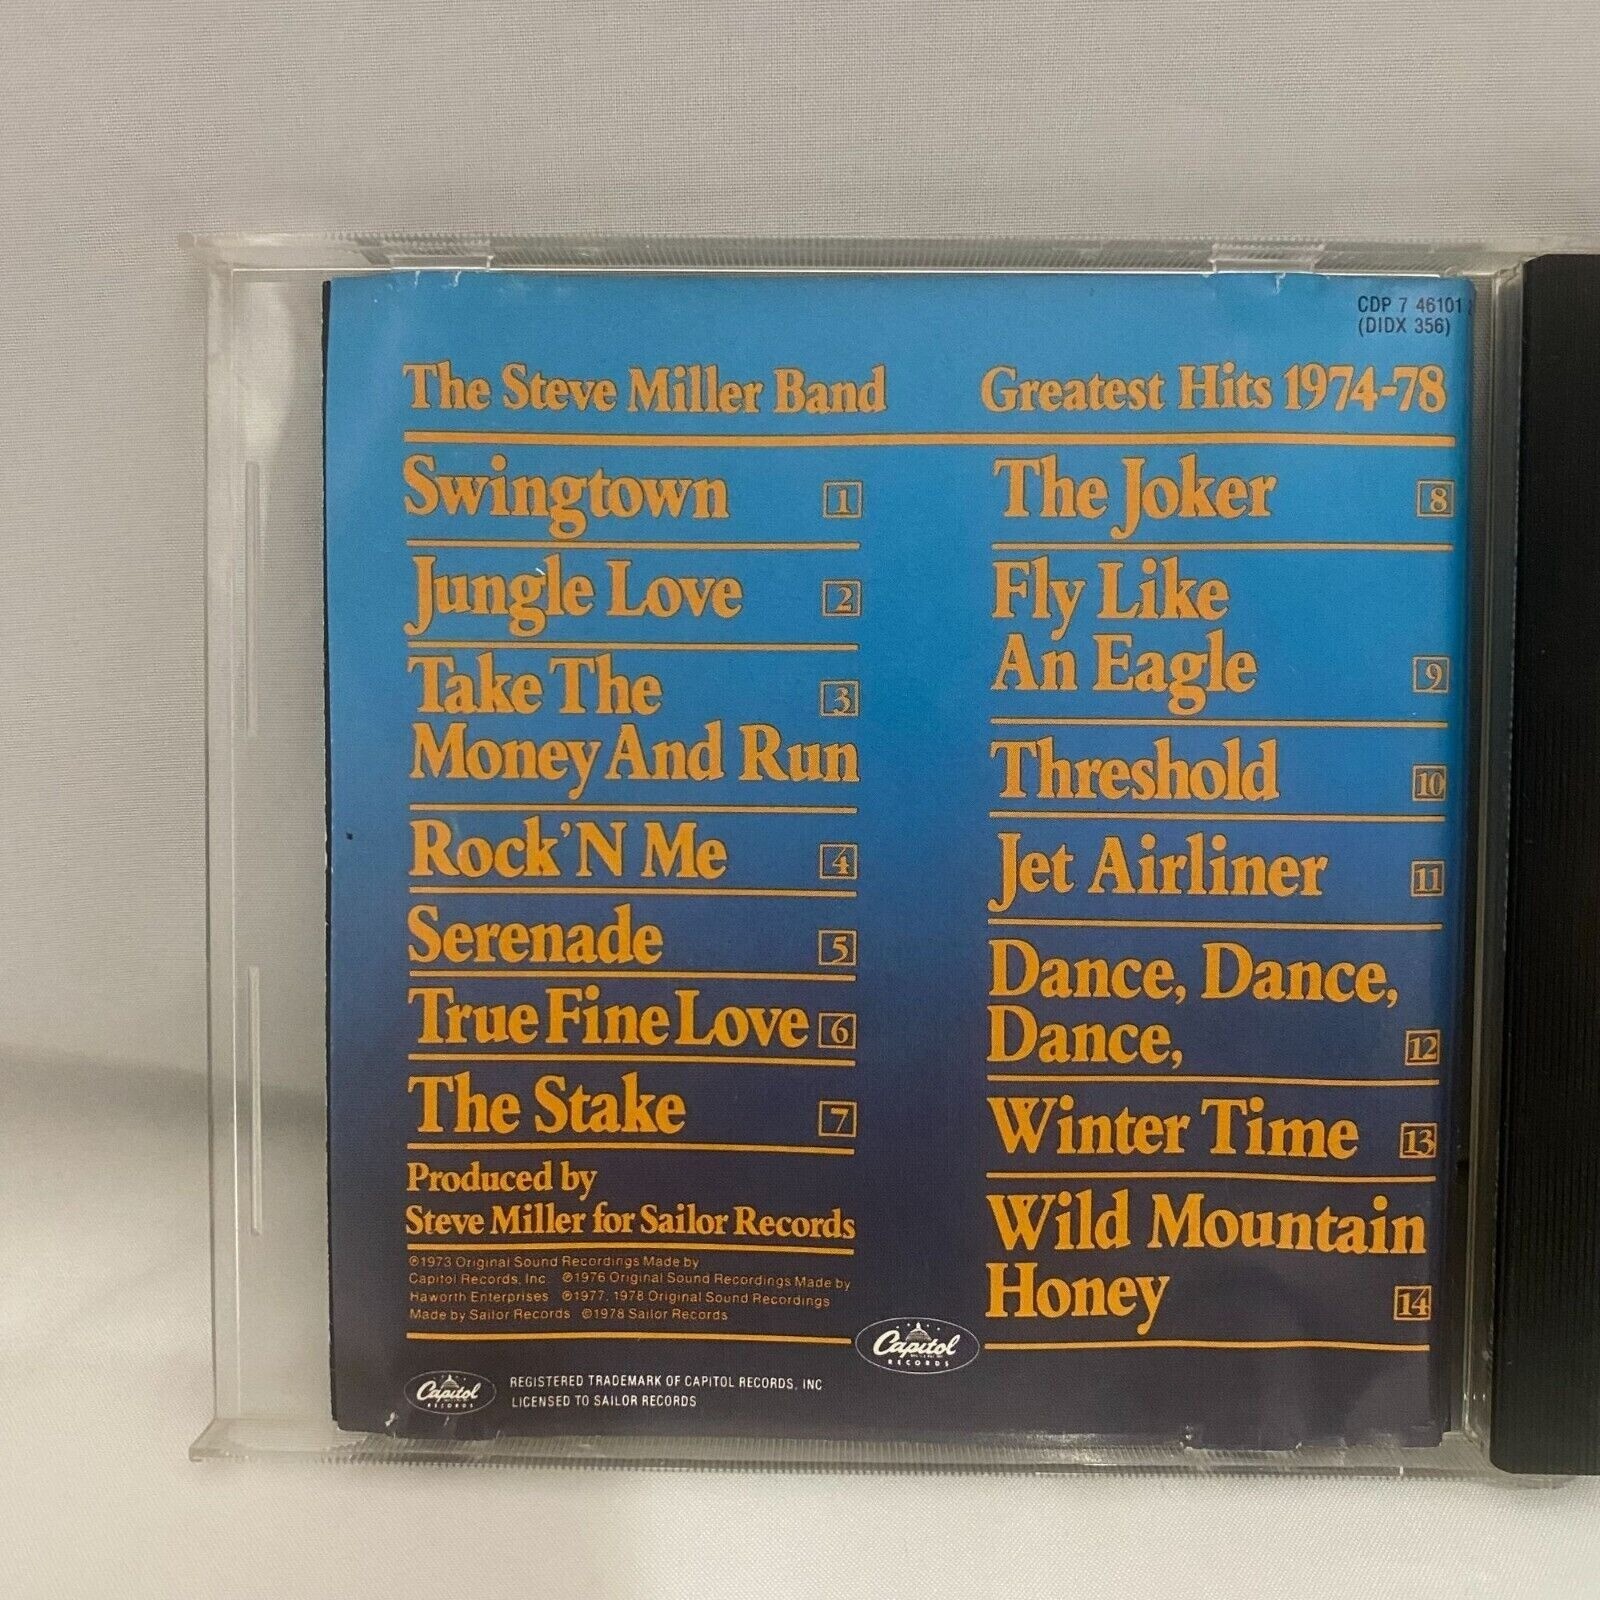 CDP 7 46101
(DIDX 356)
The Steve Miller Band
Greatest Hits 1974-78
Swingtown 1
Jungle Love 2
Take The 3
Money And Run
Rock'N Me 4
Serenade 5
True Fine Love 6
The Stake 7
Produced by
Steve Miller for Sailor Records
℗1973 Original Sound Recordings Made by
Capitol Records, Inc. ℗1976 Original Sound Recordings Made by
Haworth Enterprises ℗1977, 1978 Original Sound Recordings
Made by Sailor Records ©1978 Sailor Records
The Joker 8
Fly Like
An Eagle 9
Threshold 10
Jet Airliner 11
Dance, Dance,
Dance, 12
Winter Time 13
Wild Mountain
Honey 14
Capitol
RECORDS
Capitol
RECORDS
REGISTERED TRADEMARK OF CAPITOL RECORDS, INC
LICENSED TO SAILOR RECORDS